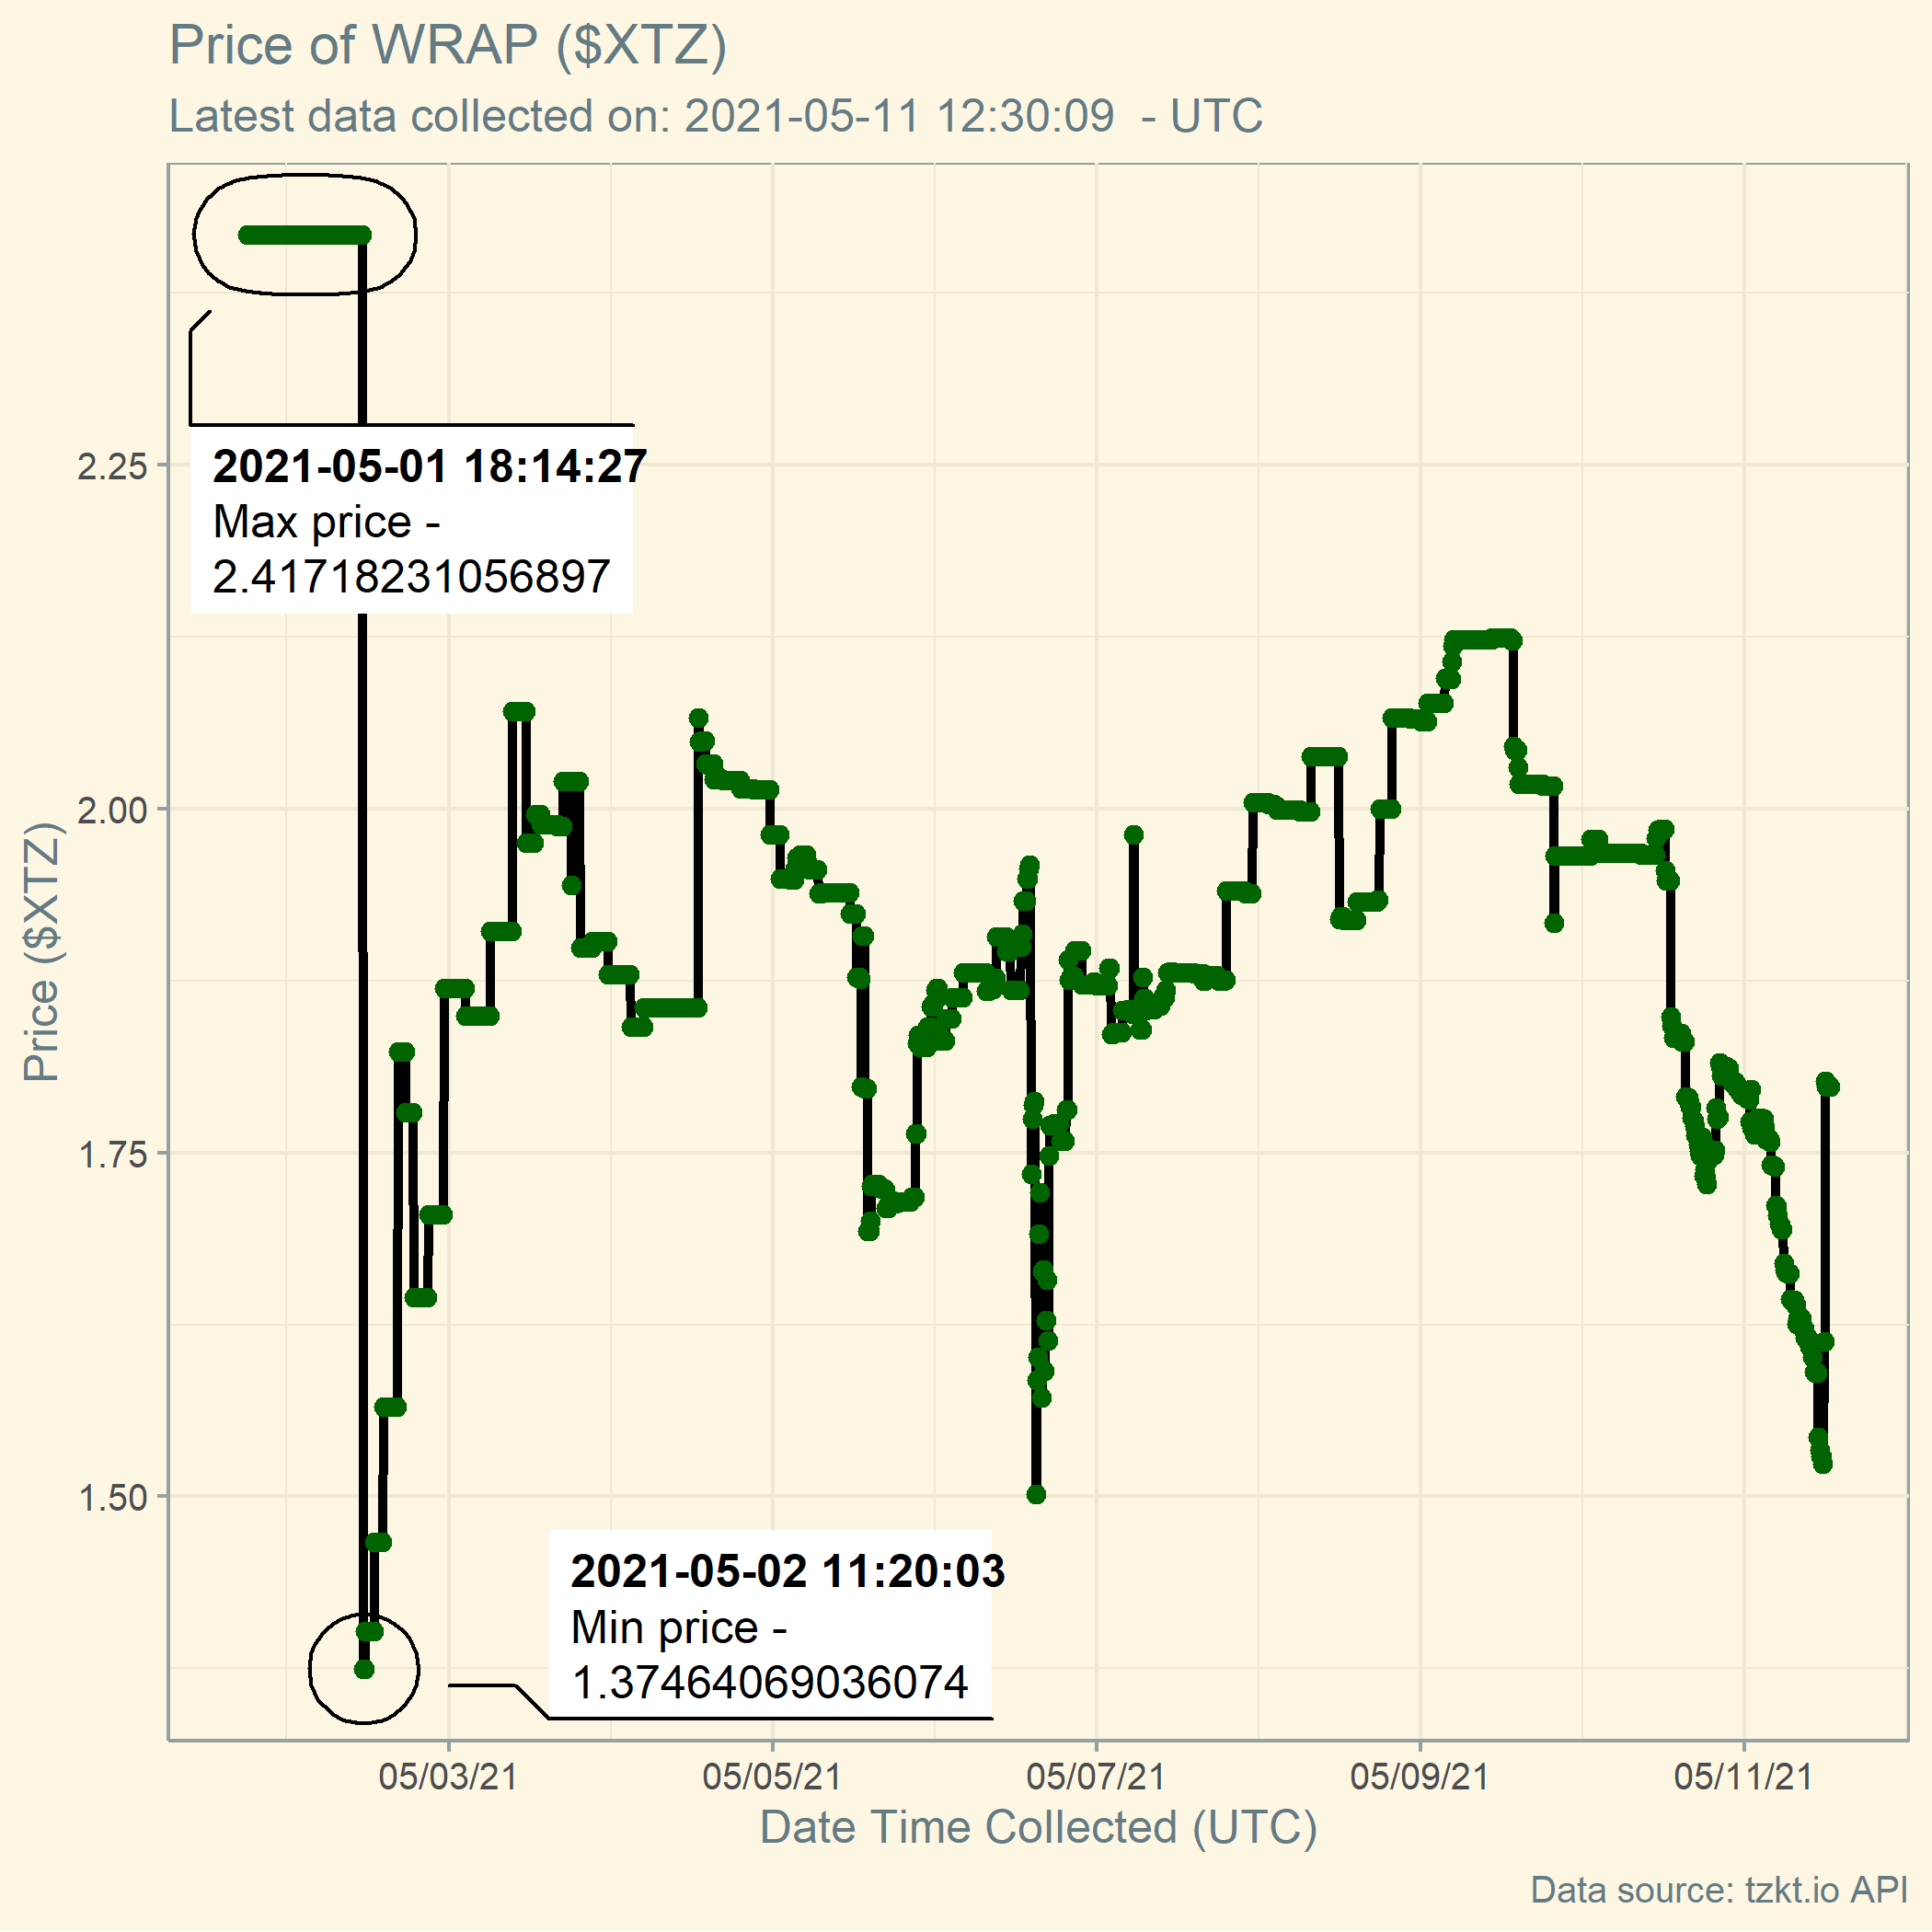 Price of WRAP ($XTZ)
Latest data collected on: 2021-05-11 12:30:09  - UTC
2021-05-01 18:14:27
Max price -
2.41718231056897
2.25
2.00
1.75
1.50
Price ($XTZ)
2021-05-02 11:20:03
Min price -
1.37464069036074
05/03/21
05/05/21
05/07/21
05/09/21
05/11/21
Date Time Collected (UTC)
Data source: tzkt.io API